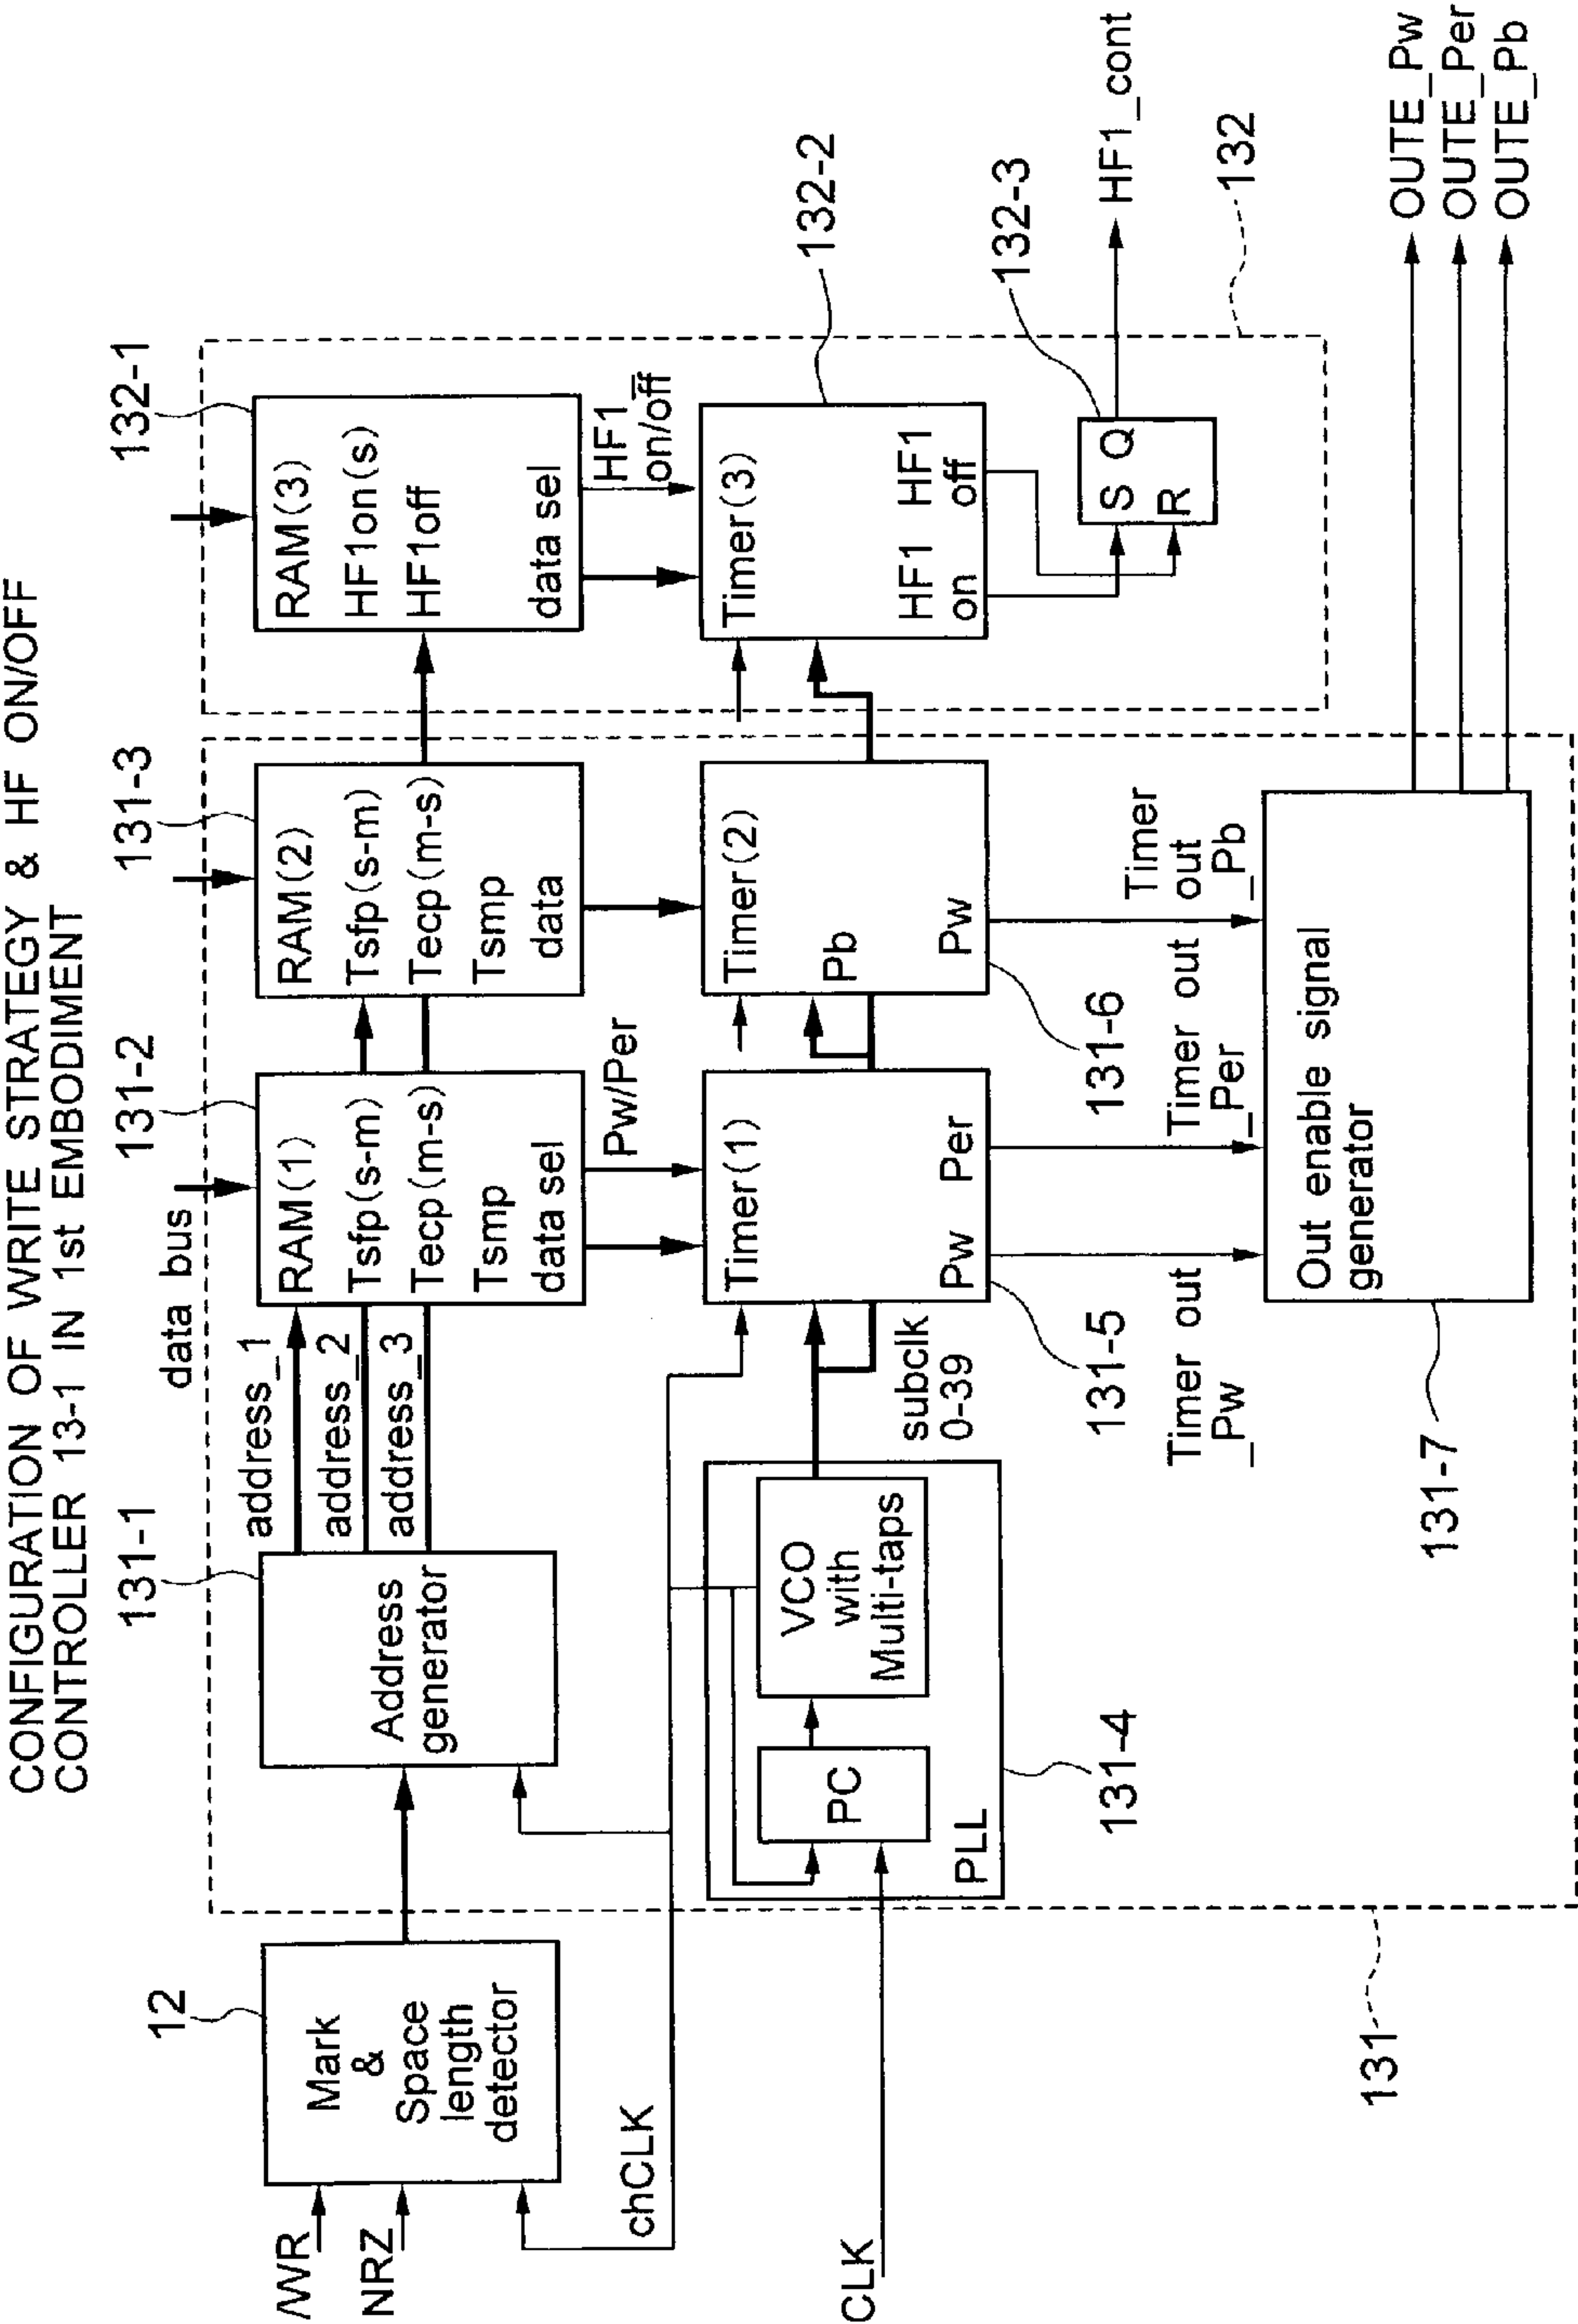 CONFIGURATION OF WRITE STRATEGY & HF ON/OFF
CONTROLLER 13-1 IN 1st EMBODIMENT
12
131-1
data bus
131-2
131-3
132-1
/WR
NRZ
Mark
&
Space
length
detector
Address
generator
address_1
address_2
address_3
RAM(1)
Tsfp(s-m)
Tecp(m-s)
Tsmp
data sel
RAM(2)
Tsfp(s-m)
Tecp(m-s)
Tsmp
data
RAM(3)
HF1on(s)
HF1off
data sel
chCLK
Pw/Per
HF1
on/off
CLK
PLL
PC
VCO
with
Multi-taps
131-4
subclk
0-39
Timer(1)
Pw Per
131-5
Timer(2)
Pb
Pw
131-6
Timer(3)
HF1 HF1
on off
132-2
Timer out
_Pw
Timer out
_Per
Timer
out
_Pb
S Q
R
132-3
HF1_cont
132
131-7
Out enable signal
generator
OUTE_Pw
OUTE_Per
OUTE_Pb
131